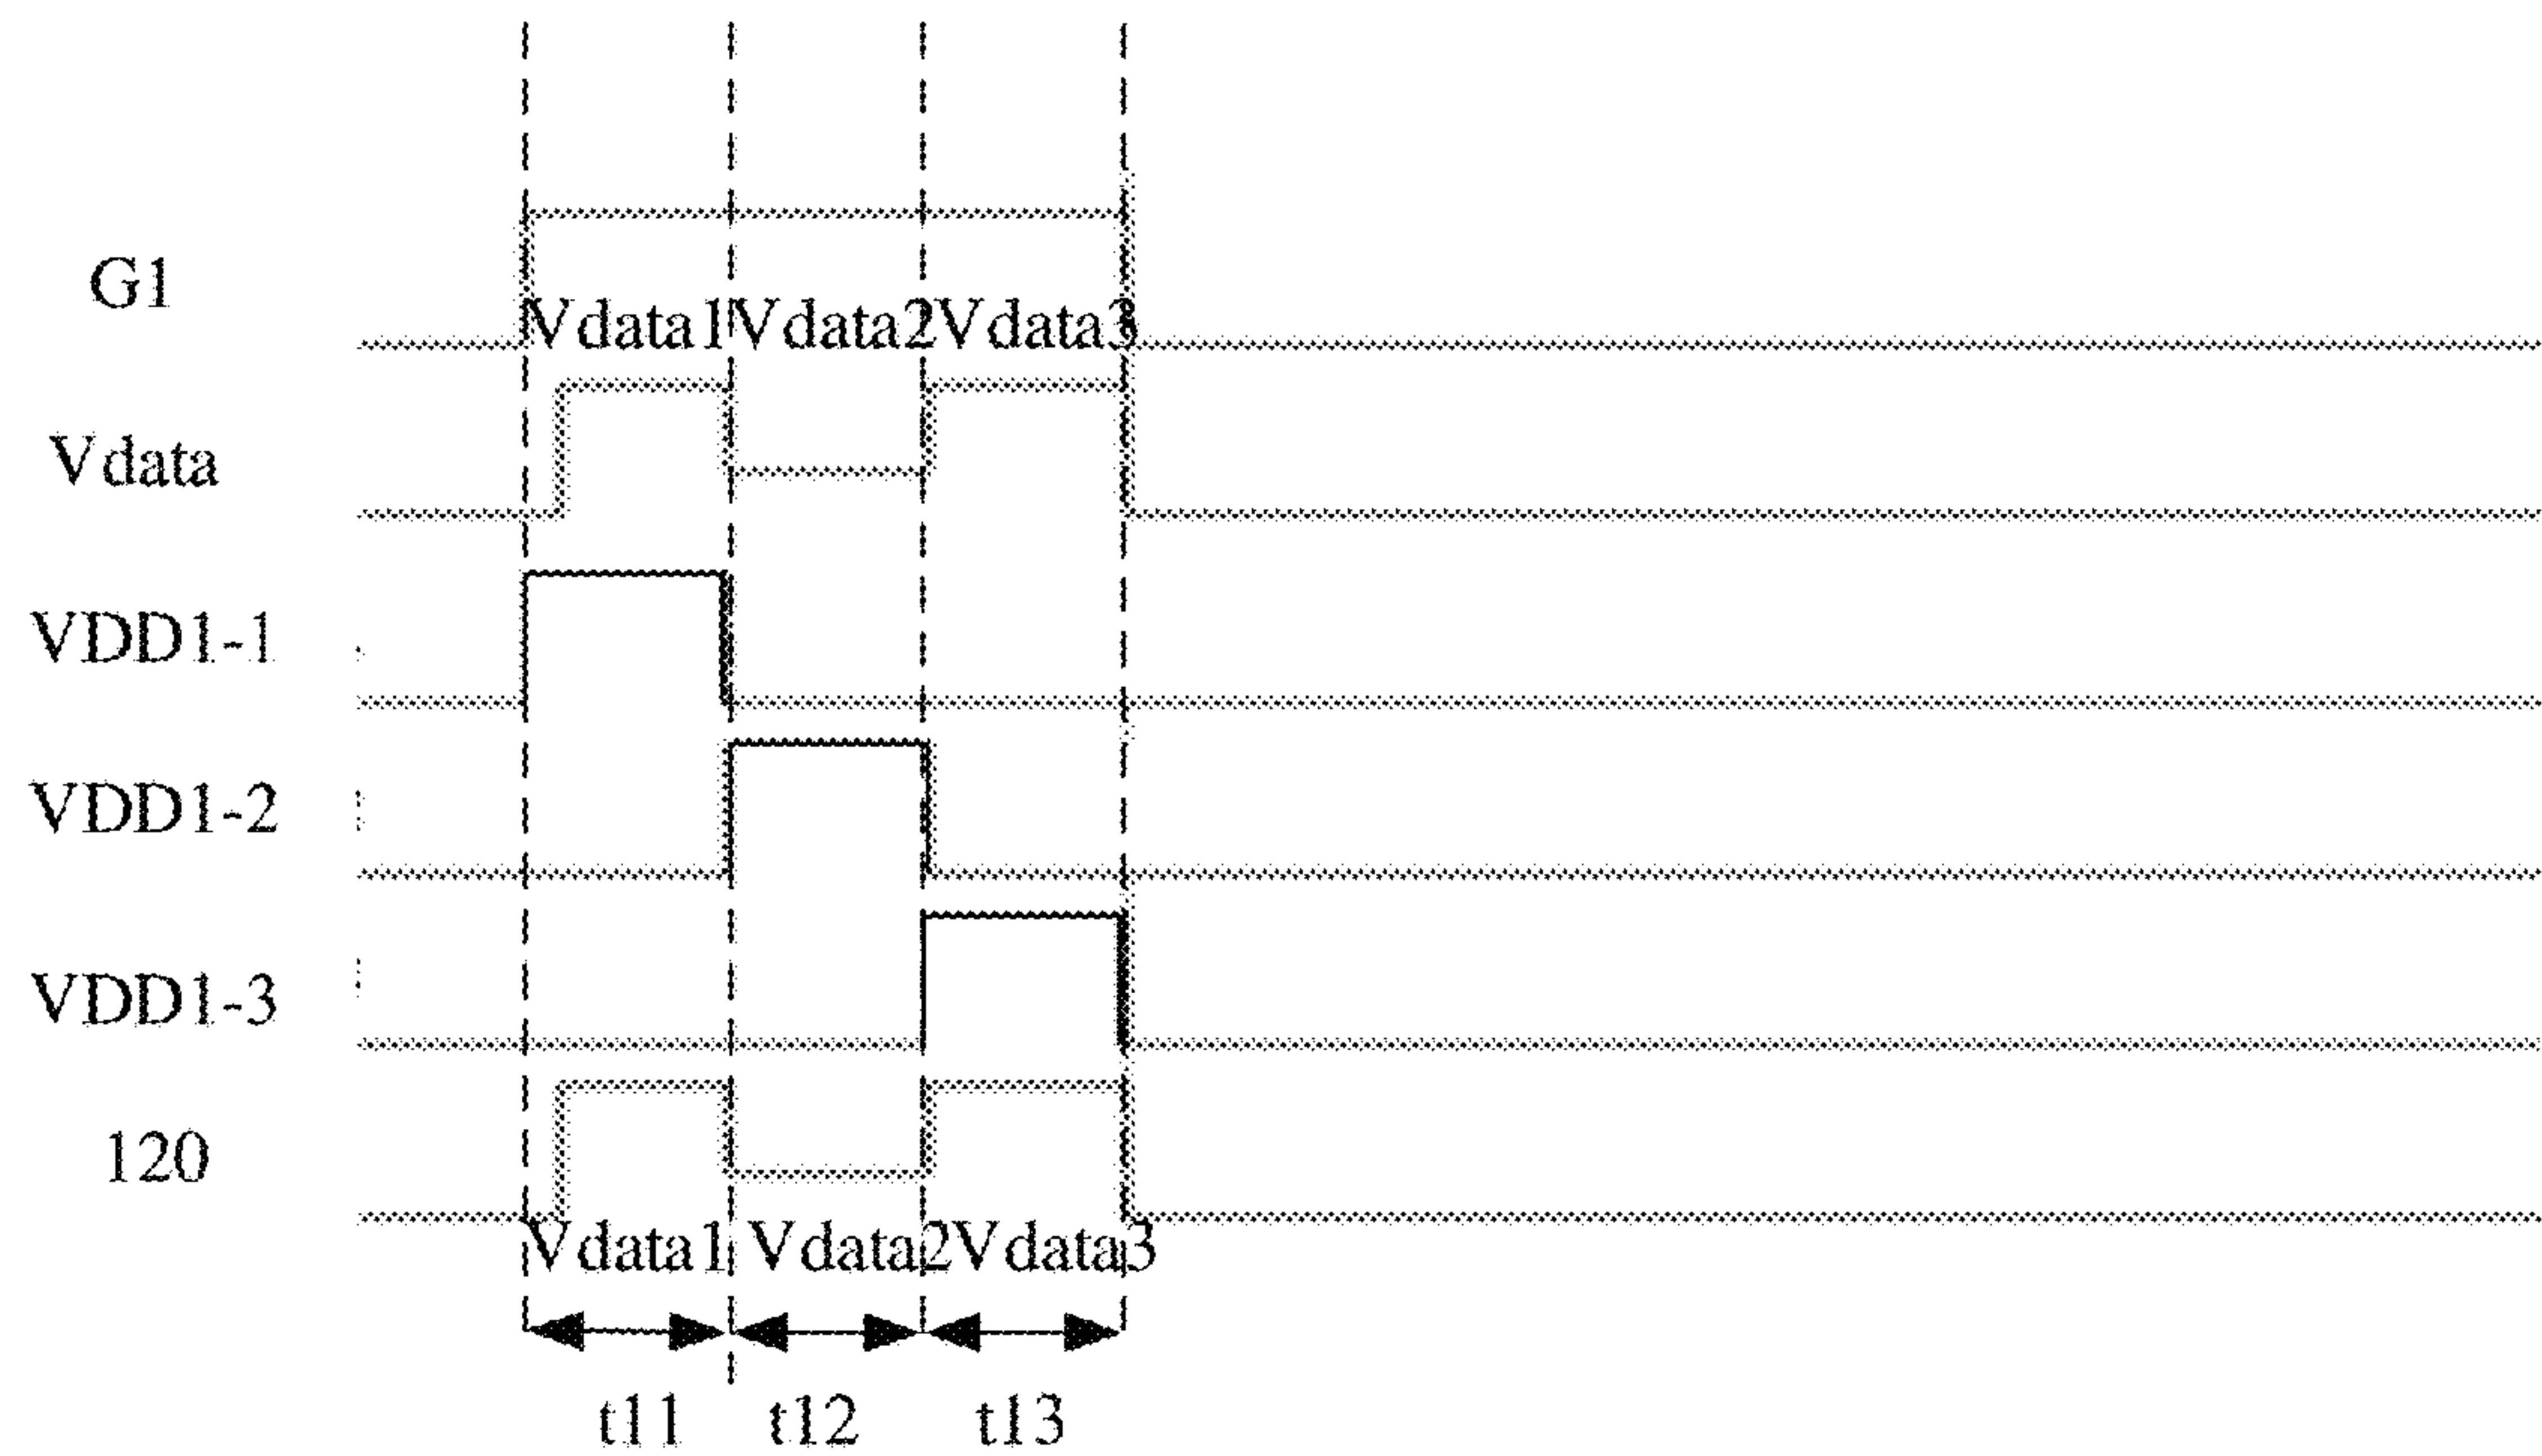 G1
Vdata1 Vdata2 Vdata3
Vdata
VDD1-1
VDD1-2
VDD1-3
120
Vdata1 Vdata2 Vdata3
t11 t12 t13